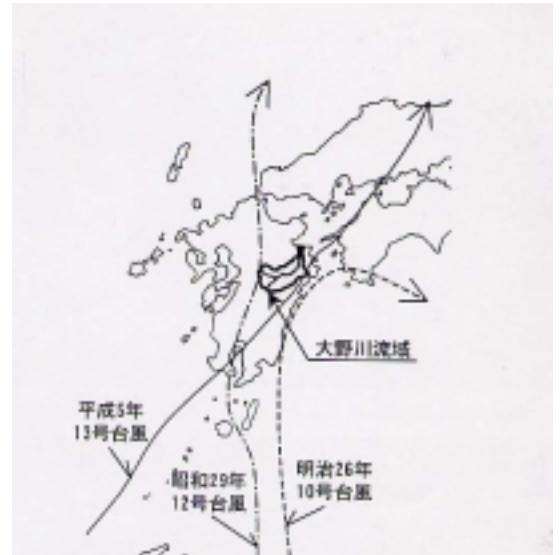 大野川流域
平成5年
13号台風
昭和29年
12号台風
明治26年
10号台風